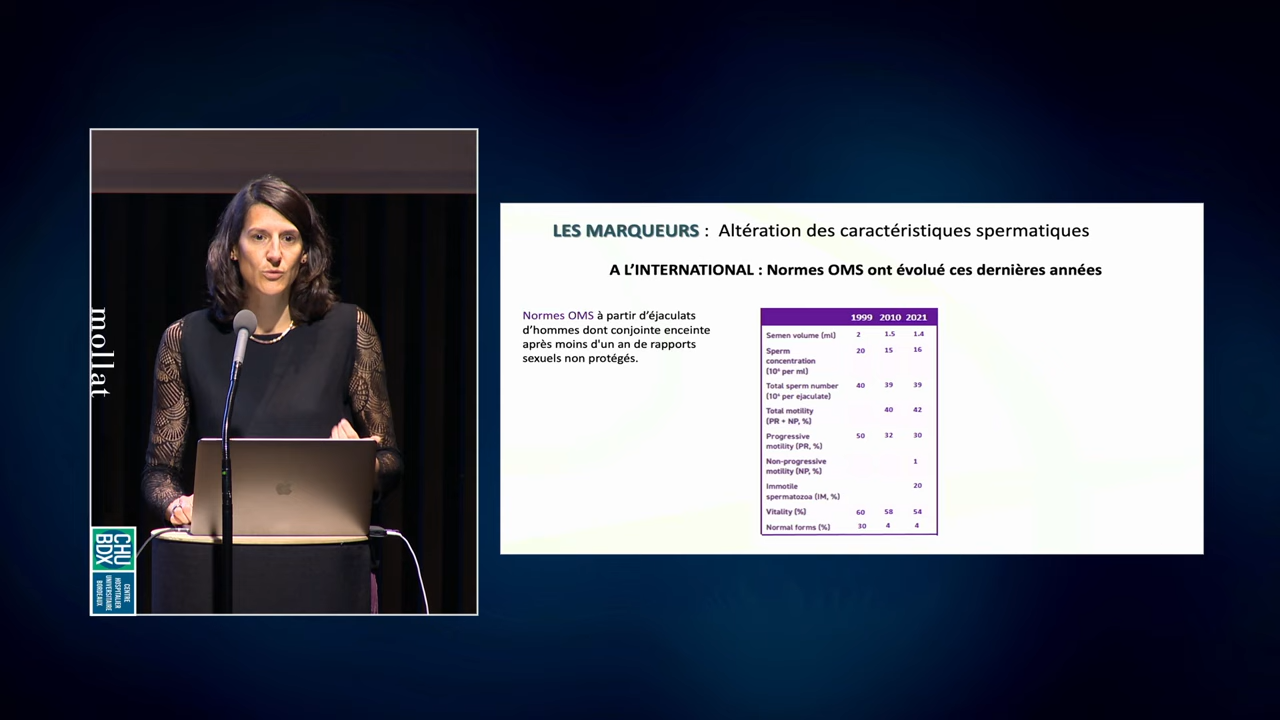 LES MARQUEURS : Altération des caractéristiques spermatiques
A L'INTERNATIONAL : Normes OMS ont évolué ces dernières années
Normes OMS à partir d'éjaculats
d'hommes dont conjointe enceinte
après moins d'un an de rapports
sexuels non protégés.
1999 2010 2021
Semen volume (ml) 2 1.5 1.4
Sperm 20 15 16
concentration
(10⁶ per ml)
Total sperm number 40 39 39
(10⁶ per ejaculate)
Total motility 40 42
(PR + NP, %)
Progressive 50 32 30
motility (PR, %)
Non-progressive 1
motility (NP, %)
Immotile 20
spermatozoa (IM, %)
Vitality (%) 60 58 54
Normal forms (%) 30 4 4
mollat
CHU
BDX
CENTRE
HOSPITALIER
UNIVERSITAIRE
BORDEAUX